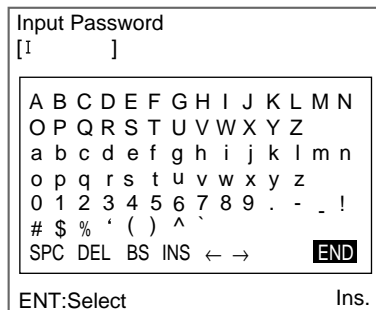 Input Password
[I ]
A B C D E F G H I J K L M N
O P Q R S T U V W X Y Z
a b c d e f g h i j k l m n
o p q r s t u v w x y z
0 1 2 3 4 5 6 7 8 9 . - _ !
# $ % ‘ ( ) ^ `
SPC DEL BS INS ← → END
ENT:Select Ins.